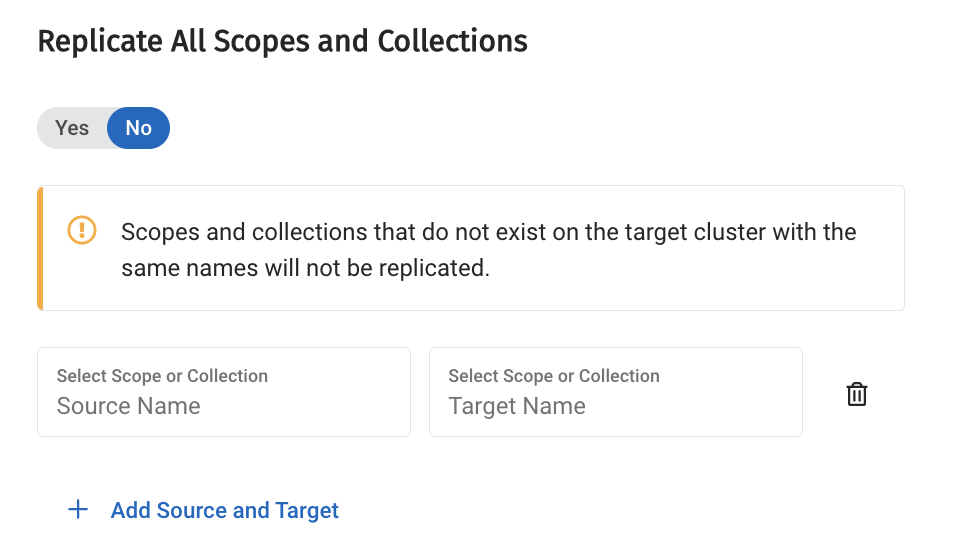 Replicate All Scopes and Collections
Yes No
Scopes and collections that do not exist on the target cluster with the
same names will not be replicated.
Select Scope or Collection Select Scope or Collection
Source Name Target Name
Add Source and Target